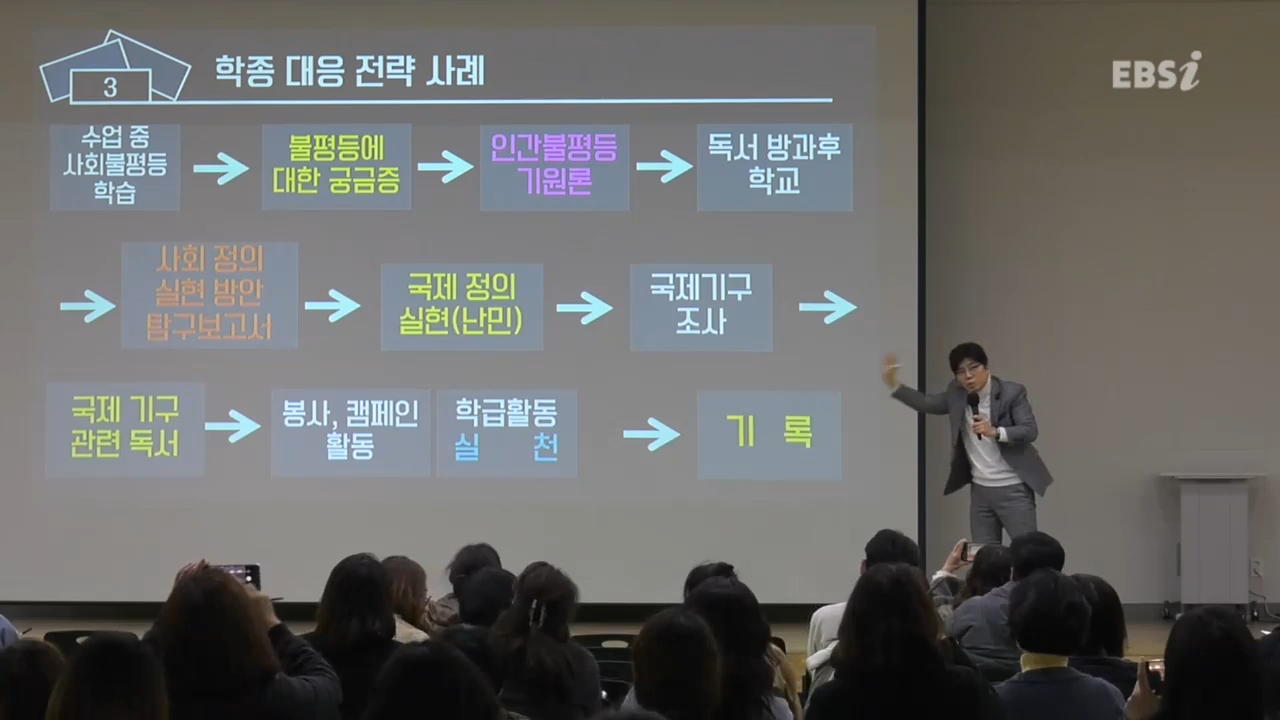 EBSi
3
학종 대응 전략 사례
수업 중
사회불평등
학습
불평등에
대한 궁금증
인간불평등
기원론
독서 방과후
학교
사회 정의
실현 방안
탐구보고서
국제 정의
실현(난민)
국제기구
조사
국제 기구
관련 독서
봉사, 캠페인
활동
학급활동
실 천
기 록